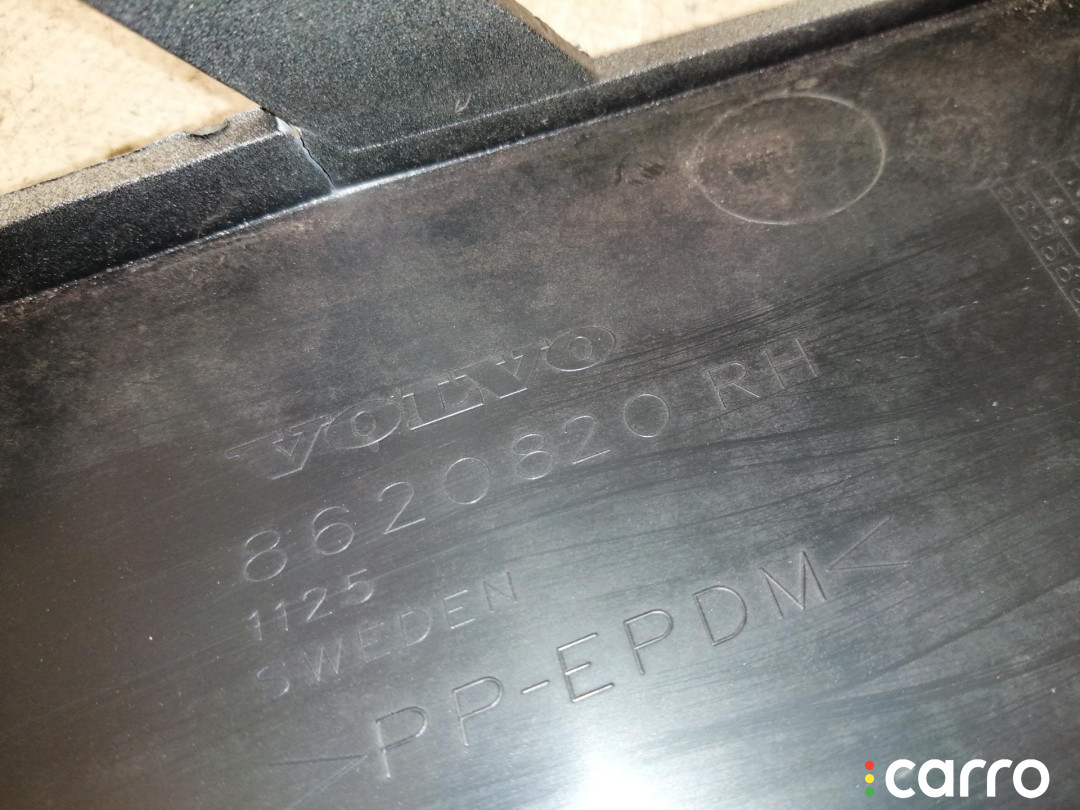 VOLVO
8620820 RH
1125
SWEDEN
>PP-EPDM<
carro